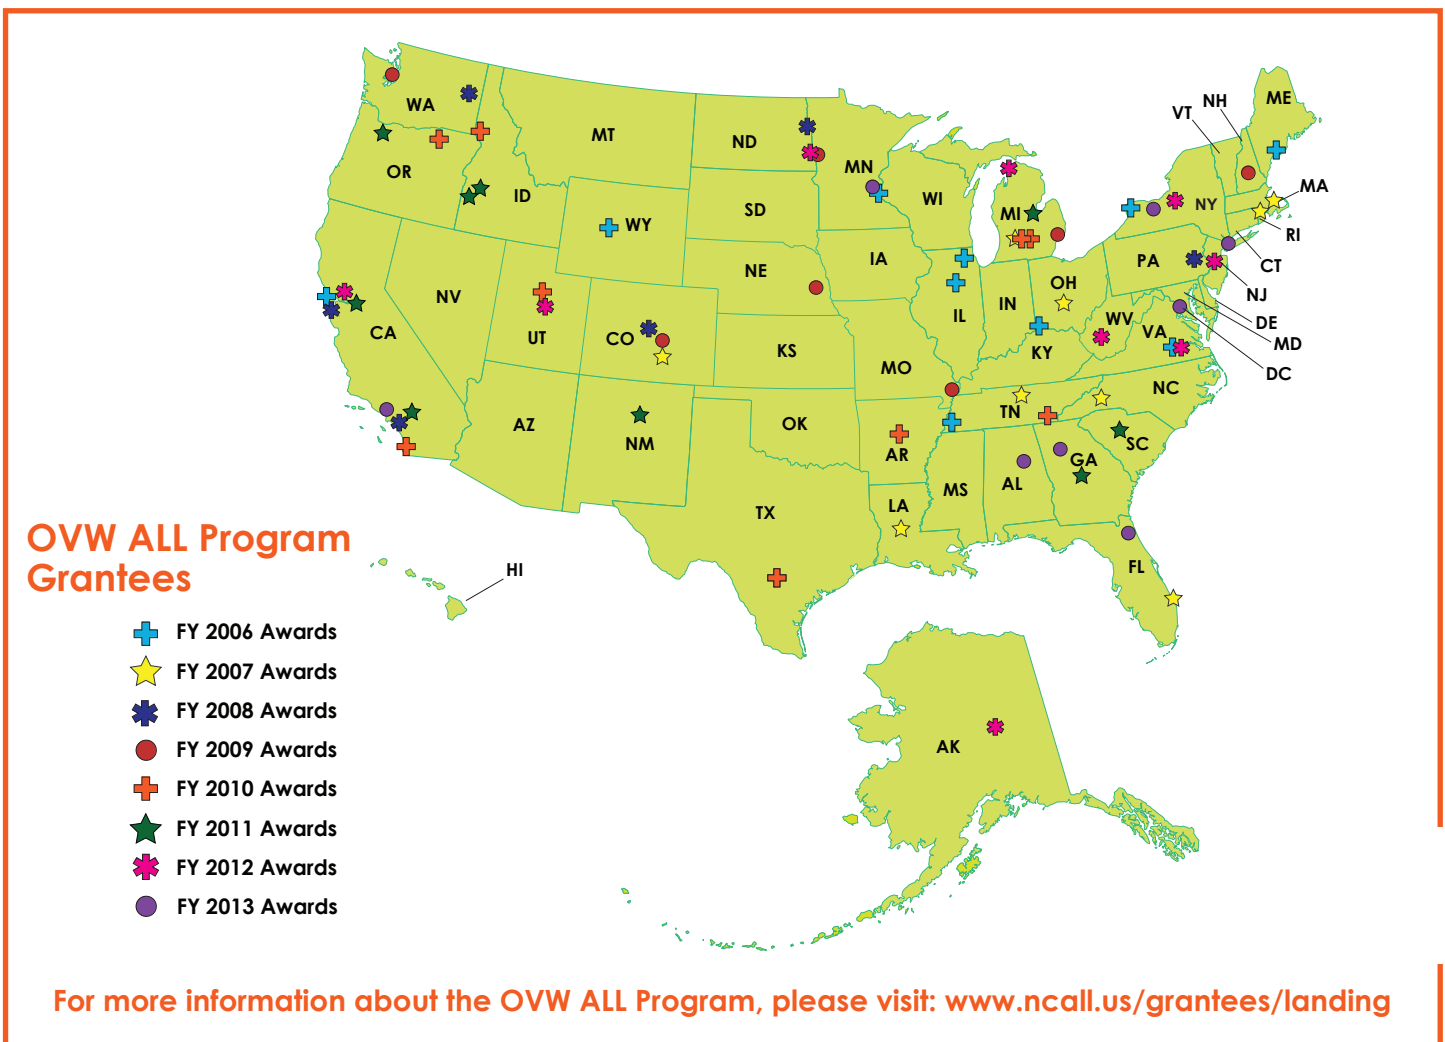 WA
OR
ID
MT
ND
MN
SD
WY
NE
IA
WI
MI
NV
CA
UT
CO
KS
MO
IL
IN
OH
KY
WV
VA
PA
NY
VT
NH
ME
MA
RI
CT
NJ
DE
MD
DC
NC
TN
SC
AZ
NM
OK
AR
TX
LA
MS
AL
GA
FL
HI
AK
OVW ALL Program
Grantees
FY 2006 Awards
FY 2007 Awards
FY 2008 Awards
FY 2009 Awards
FY 2010 Awards
FY 2011 Awards
FY 2012 Awards
FY 2013 Awards
For more information about the OVW ALL Program, please visit: www.ncall.us/grantees/landing